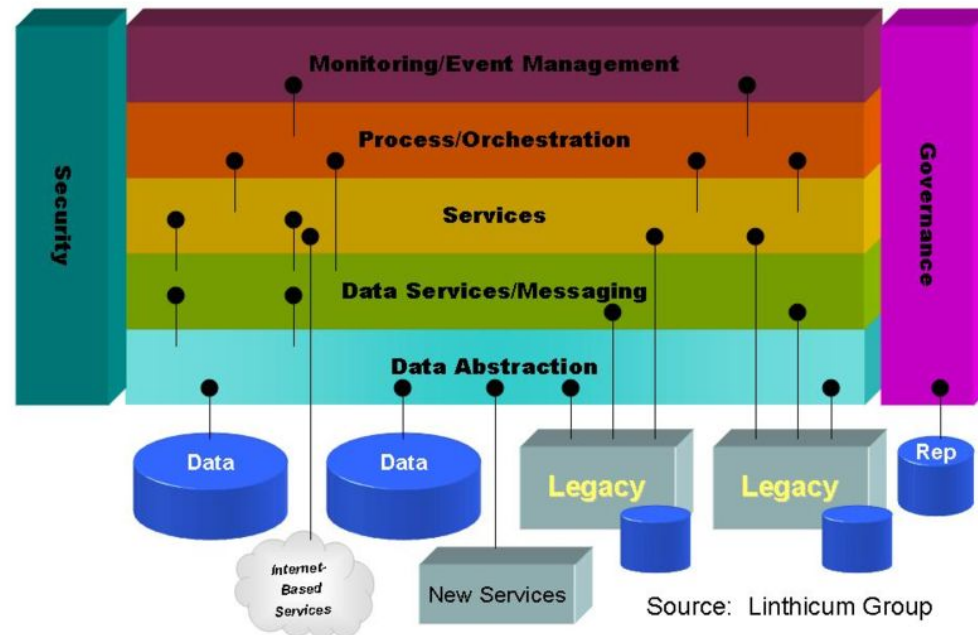 Monitoring/Event Management
Process/Orchestration
Services
Data Services/Messaging
Data Abstraction
Security
Governance
Data
Data
Legacy
Legacy
Rep
Internet-
Based
Services
New Services
Source: Linthicum Group